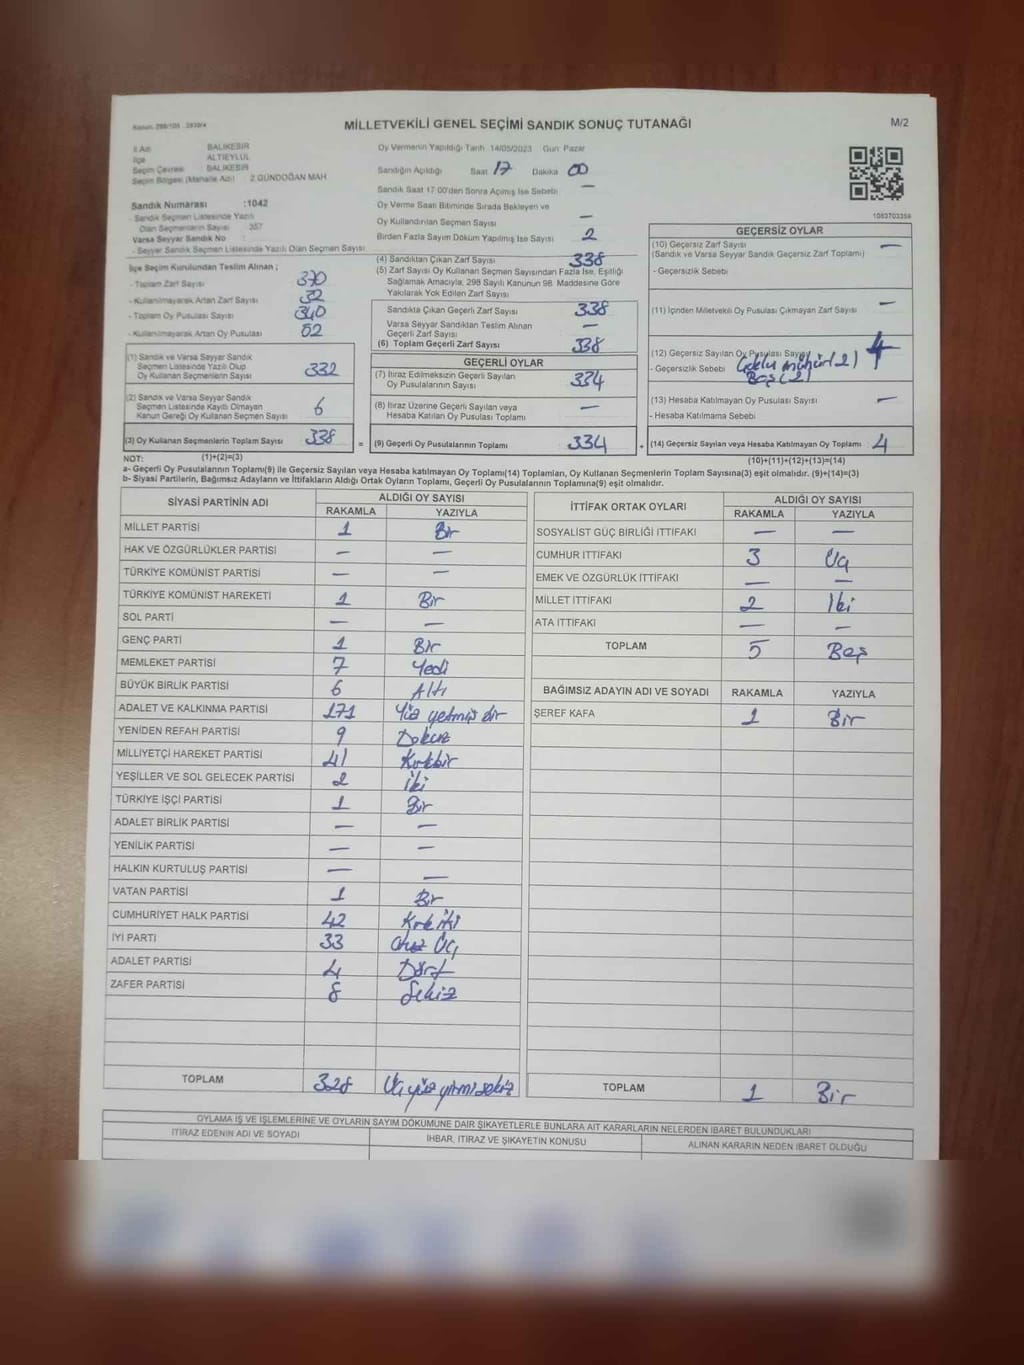 Kanun: 298/105 : 2839/4
MİLLETVEKİLİ GENEL SEÇİMİ SANDIK SONUÇ TUTANAĞI
M/2
İl Adı BALIKESİR
İlçe ALTIEYLÜL
Seçim Çevresi BALIKESİR
Seçim Bölgesi (Mahalle Adı) 2 GÜNDOĞAN MAH
Sandık Numarası :1042
- Sandık Seçmen Listesinde Yazılı
Olan Seçmenlerin Sayısı 357
Varsa Seyyar Sandık No :
- Seyyar Sandık Seçmen Listesinde Yazılı Olan Seçmen Sayısı
Oy Vermenin Yapıldığı Tarih 14/05/2023 Gün Pazar
Sandığın Açıldığı Saat 17 Dakika 00
Sandık Saat 17 00'den Sonra Açılmış İse Sebebi —
Oy Verme Saati Bitiminde Sırada Bekleyen ve
Oy Kullandırılan Seçmen Sayısı —
Birden Fazla Sayım Döküm Yapılmış İse Sayısı 2
1083703358
İlçe Seçim Kurulundan Teslim Alınan ;
- Toplam Zarf Sayısı 370
- Kullanılmayarak Artan Zarf Sayısı 32
- Toplam Oy Pusulası Sayısı 340
- Kullanılmayarak Artan Oy Pusulası 02
(1) Sandık ve Varsa Seyyar Sandık
Seçmen Listesinde Yazılı Olup
Oy Kullanan Seçmenlerin Sayısı 332
(2) Sandık ve Varsa Seyyar Sandık
Seçmen Listesinde Kayıtlı Olmayan
Kanun Gereği Oy Kullanan Seçmen Sayısı 6
(3) Oy Kullanan Seçmenlerin Toplam Sayısı 338
(1)+(2)=(3)
(4) Sandıktan Çıkan Zarf Sayısı 338
(5) Zarf Sayısı Oy Kullanan Seçmen Sayısından Fazla İse, Eşitliği
Sağlamak Amacıyla, 298 Sayılı Kanunun 98. Maddesine Göre
Yakılarak Yok Edilen Zarf Sayısı
Sandıkta Çıkan Geçerli Zarf Sayısı 338
Varsa Seyyar Sandıktan Teslim Alınan
Geçerli Zarf Sayısı —
(6) Toplam Geçerli Zarf Sayısı 338
GEÇERLİ OYLAR
(7) İtiraz Edilmeksizin Geçerli Sayılan
Oy Pusulalarının Sayısı 334
(8) İtiraz Üzerine Geçerli Sayılan veya
Hesaba Katılan Oy Pusulası Toplamı —
= (9) Geçerli Oy Pusulalarının Toplamı 334
GEÇERSİZ OYLAR
(10) Geçersiz Zarf Sayısı —
(Sandık ve Varsa Seyyar Sandık Geçersiz Zarf Toplamı)
- Geçersizlik Sebebi
(11) İçinden Milletvekili Oy Pusulası Çıkmayan Zarf Sayısı —
(12) Geçersiz Sayılan Oy Pusulası Sayısı 4
- Geçersizlik Sebebi Çoklu mühür(2)
Boş (2)
(13) Hesaba Katılmayan Oy Pusulası Sayısı —
- Hesaba Katılmama Sebebi
+ (14) Geçersiz Sayılan veya Hesaba Katılmayan Oy Toplamı 4
(10)+(11)+(12)+(13)=(14)
NOT:
a- Geçerli Oy Pusulalarının Toplamı(9) ile Geçersiz Sayılan veya Hesaba katılmayan Oy Toplamı(14) Toplamları, Oy Kullanan Seçmenlerin Toplam Sayısına(3) eşit olmalıdır. (9)+(14)=(3)
b- Siyasi Partilerin, Bağımsız Adayların ve İttifakların Aldığı Ortak Oyların Toplamı, Geçerli Oy Pusulalarının Toplamına(9) eşit olmalıdır.
SİYASİ PARTİNİN ADI ALDIĞI OY SAYISI
RAKAMLA YAZIYLA
MİLLET PARTİSİ 1 Bir
HAK VE ÖZGÜRLÜKLER PARTİSİ — —
TÜRKİYE KOMÜNİST PARTİSİ — —
TÜRKİYE KOMÜNİST HAREKETİ 1 Bir
SOL PARTİ — —
GENÇ PARTİ 1 Bir
MEMLEKET PARTİSİ 7 Yedi
BÜYÜK BİRLİK PARTİSİ 6 Altı
ADALET VE KALKINMA PARTİSİ 171 Yüz yetmiş bir
YENİDEN REFAH PARTİSİ 9 Dokuz
MİLLİYETÇİ HAREKET PARTİSİ 41 Kırkbir
YEŞİLLER VE SOL GELECEK PARTİSİ 2 İki
TÜRKİYE İŞÇİ PARTİSİ 1 Bir
ADALET BİRLİK PARTİSİ — —
YENİLİK PARTİSİ — —
HALKIN KURTULUŞ PARTİSİ — —
VATAN PARTİSİ 1 Bir
CUMHURİYET HALK PARTİSİ 42 Kırk iki
İYİ PARTİ 33 Otuz Üç
ADALET PARTİSİ 4 Dört
ZAFER PARTİSİ 8 Sekiz
TOPLAM 328 Üç yüz yirmi sekiz
İTTİFAK ORTAK OYLARI ALDIĞI OY SAYISI
RAKAMLA YAZIYLA
SOSYALİST GÜÇ BİRLİĞİ İTTİFAKI — —
CUMHUR İTTİFAKI 3 Üç
EMEK VE ÖZGÜRLÜK İTTİFAKI — —
MİLLET İTTİFAKI 2 İki
ATA İTTİFAKI — —
TOPLAM 5 Beş
BAĞIMSIZ ADAYIN ADI VE SOYADI RAKAMLA YAZIYLA
ŞEREF KAFA 1 Bir
TOPLAM 1 Bir
OYLAMA İŞ VE İŞLEMLERİNE VE OYLARIN SAYIM DÖKÜMÜNE DAİR ŞİKAYETLERLE BUNLARA AİT KARARLARIN NELERDEN İBARET BULUNDUKLARI
İTİRAZ EDENİN ADI VE SOYADI İHBAR, İTİRAZ VE ŞİKAYETİN KONUSU ALINAN KARARIN NEDEN İBARET OLDUĞU